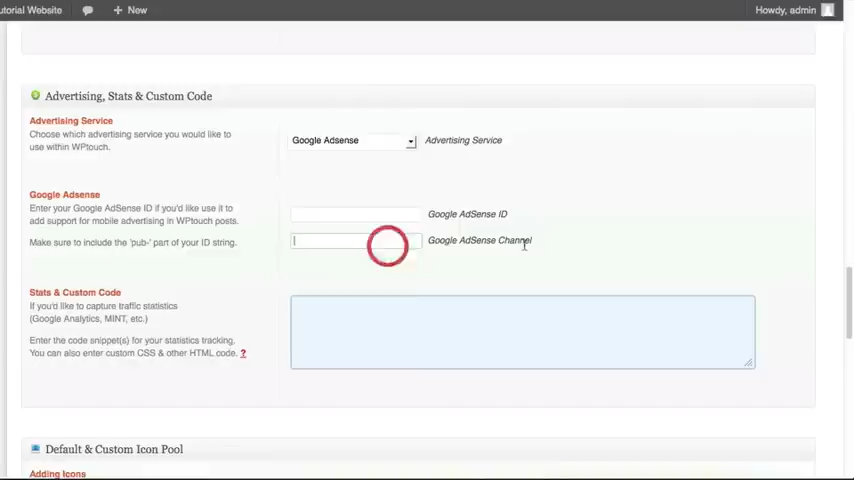 utorial Website
New
Howdy, admin
Advertising, Stats & Custom Code
Advertising Service
Choose which advertising service you would like to
use within WPtouch.
Google Adsense
Advertising Service
Google Adsense
Enter your Google AdSense ID if you'd like use it to
add support for mobile advertising in WPtouch posts.
Make sure to include the 'pub-' part of your ID string.
Google AdSense ID
Google AdSense Channel
Stats & Custom Code
If you'd like to capture traffic statistics
(Google Analytics, MINT, etc.)
Enter the code snippet(s) for your statistics tracking.
You can also enter custom CSS & other HTML code. ?
Default & Custom Icon Pool
Adding Icons